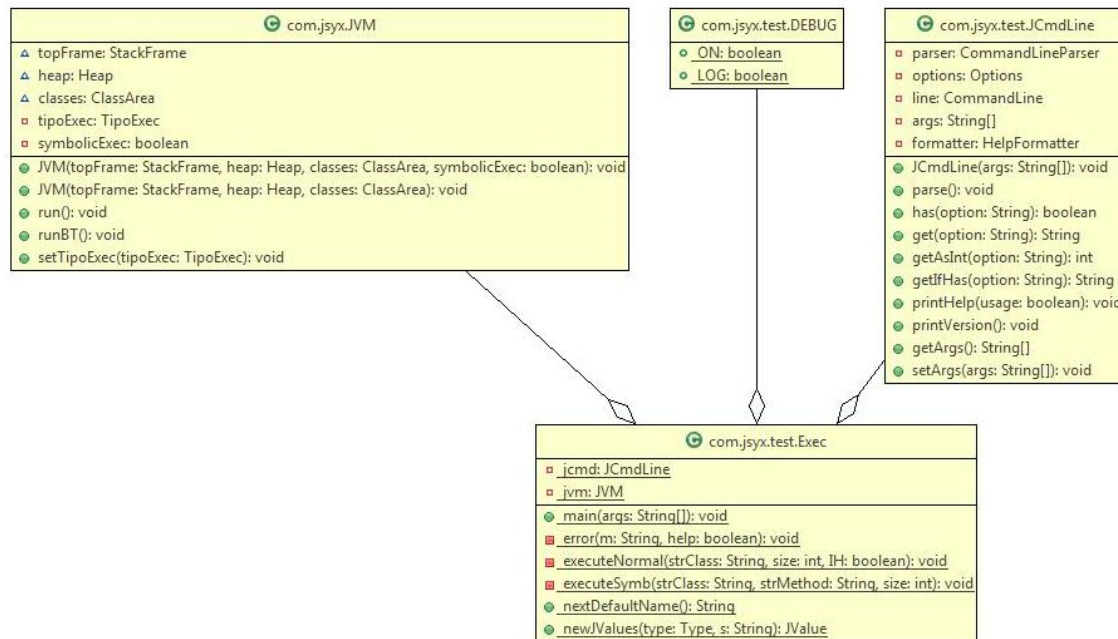 com.jsyx.JVM
topFrame: StackFrame
heap: Heap
classes: ClassArea
tipoExec: TipoExec
symbolicExec: boolean
JVM(topFrame: StackFrame, heap: Heap, classes: ClassArea, symbolicExec: boolean): void
JVM(topFrame: StackFrame, heap: Heap, classes: ClassArea): void
run(): void
runBT(): void
setTipoExec(tipoExec: TipoExec): void
com.jsyx.test.DEBUG
ON: boolean
LOG: boolean
com.jsyx.test.JCmdLine
parser: CommandLineParser
options: Options
line: CommandLine
args: String[]
formatter: HelpFormatter
JCmdLine(args: String[]): void
parse(): void
has(option: String): boolean
get(option: String): String
getAsInt(option: String): int
getIfHas(option: String): String
printHelp(usage: boolean): void
printVersion(): void
getArgs(): String[]
setArgs(args: String[]): void
com.jsyx.test.Exec
jcmd: JCmdLine
jvm: JVM
main(args: String[]): void
error(m: String, help: boolean): void
executeNormal(strClass: String, size: int, IH: boolean): void
executeSymb(strClass: String, strMethod: String, size: int): void
nextDefaultName(): String
newJValues(type: Type, s: String): JValue